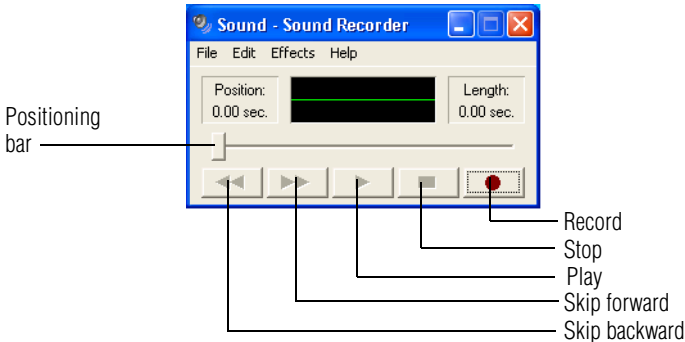 Sound - Sound Recorder
File Edit Effects Help
Position:
0.00 sec.
Length:
0.00 sec.
Positioning
bar
Record
Stop
Play
Skip forward
Skip backward